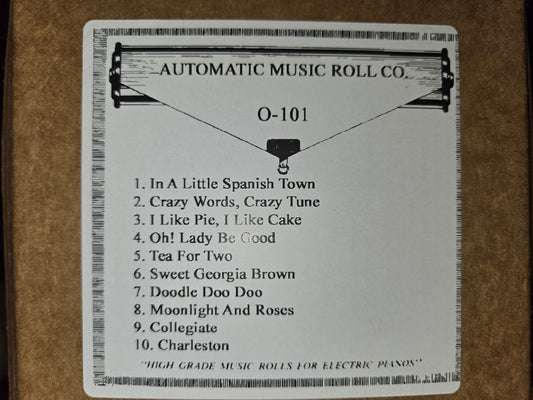 AUTOMATIC MUSIC ROLL CO.
O-101
1. In A Little Spanish Town
2. Crazy Words, Crazy Tune
3. I Like Pie, I Like Cake
4. Oh! Lady Be Good
5. Tea For Two
6. Sweet Georgia Brown
7. Doodle Doo Doo
8. Moonlight And Roses
9. Collegiate
10. Charleston
"HIGH GRADE MUSIC ROLLS FOR ELECTRIC PIANOS"